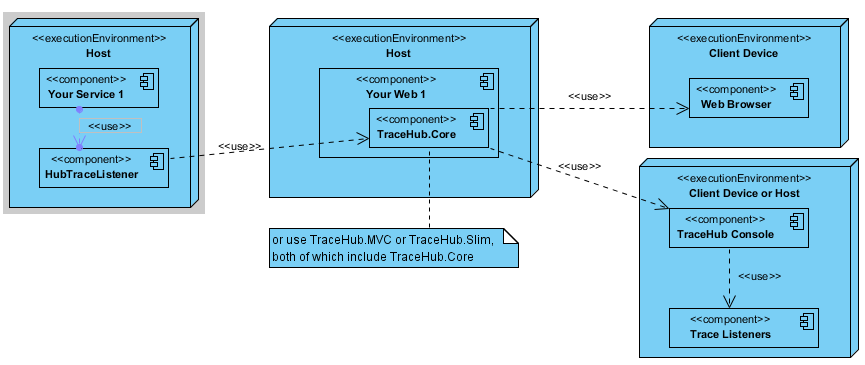 <<executionEnvironment>>
Host
<<component>>
Your Service 1
<<use>>
<<component>>
HubTraceListener
<<use>>
<<executionEnvironment>>
Host
<<component>>
Your Web 1
<<component>>
TraceHub.Core
or use TraceHub.MVC or TraceHub.Slim,
both of which include TraceHub.Core
<<use>>
<<use>>
<<executionEnvironment>>
Client Device
<<component>>
Web Browser
<<executionEnvironment>>
Client Device or Host
<<component>>
TraceHub Console
<<use>>
<<component>>
Trace Listeners